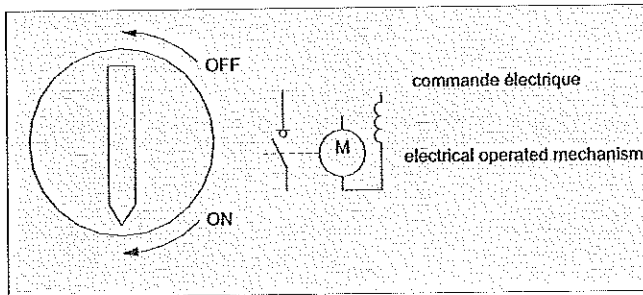 OFF
commande électrique
M
electrical operated mechanism
ON